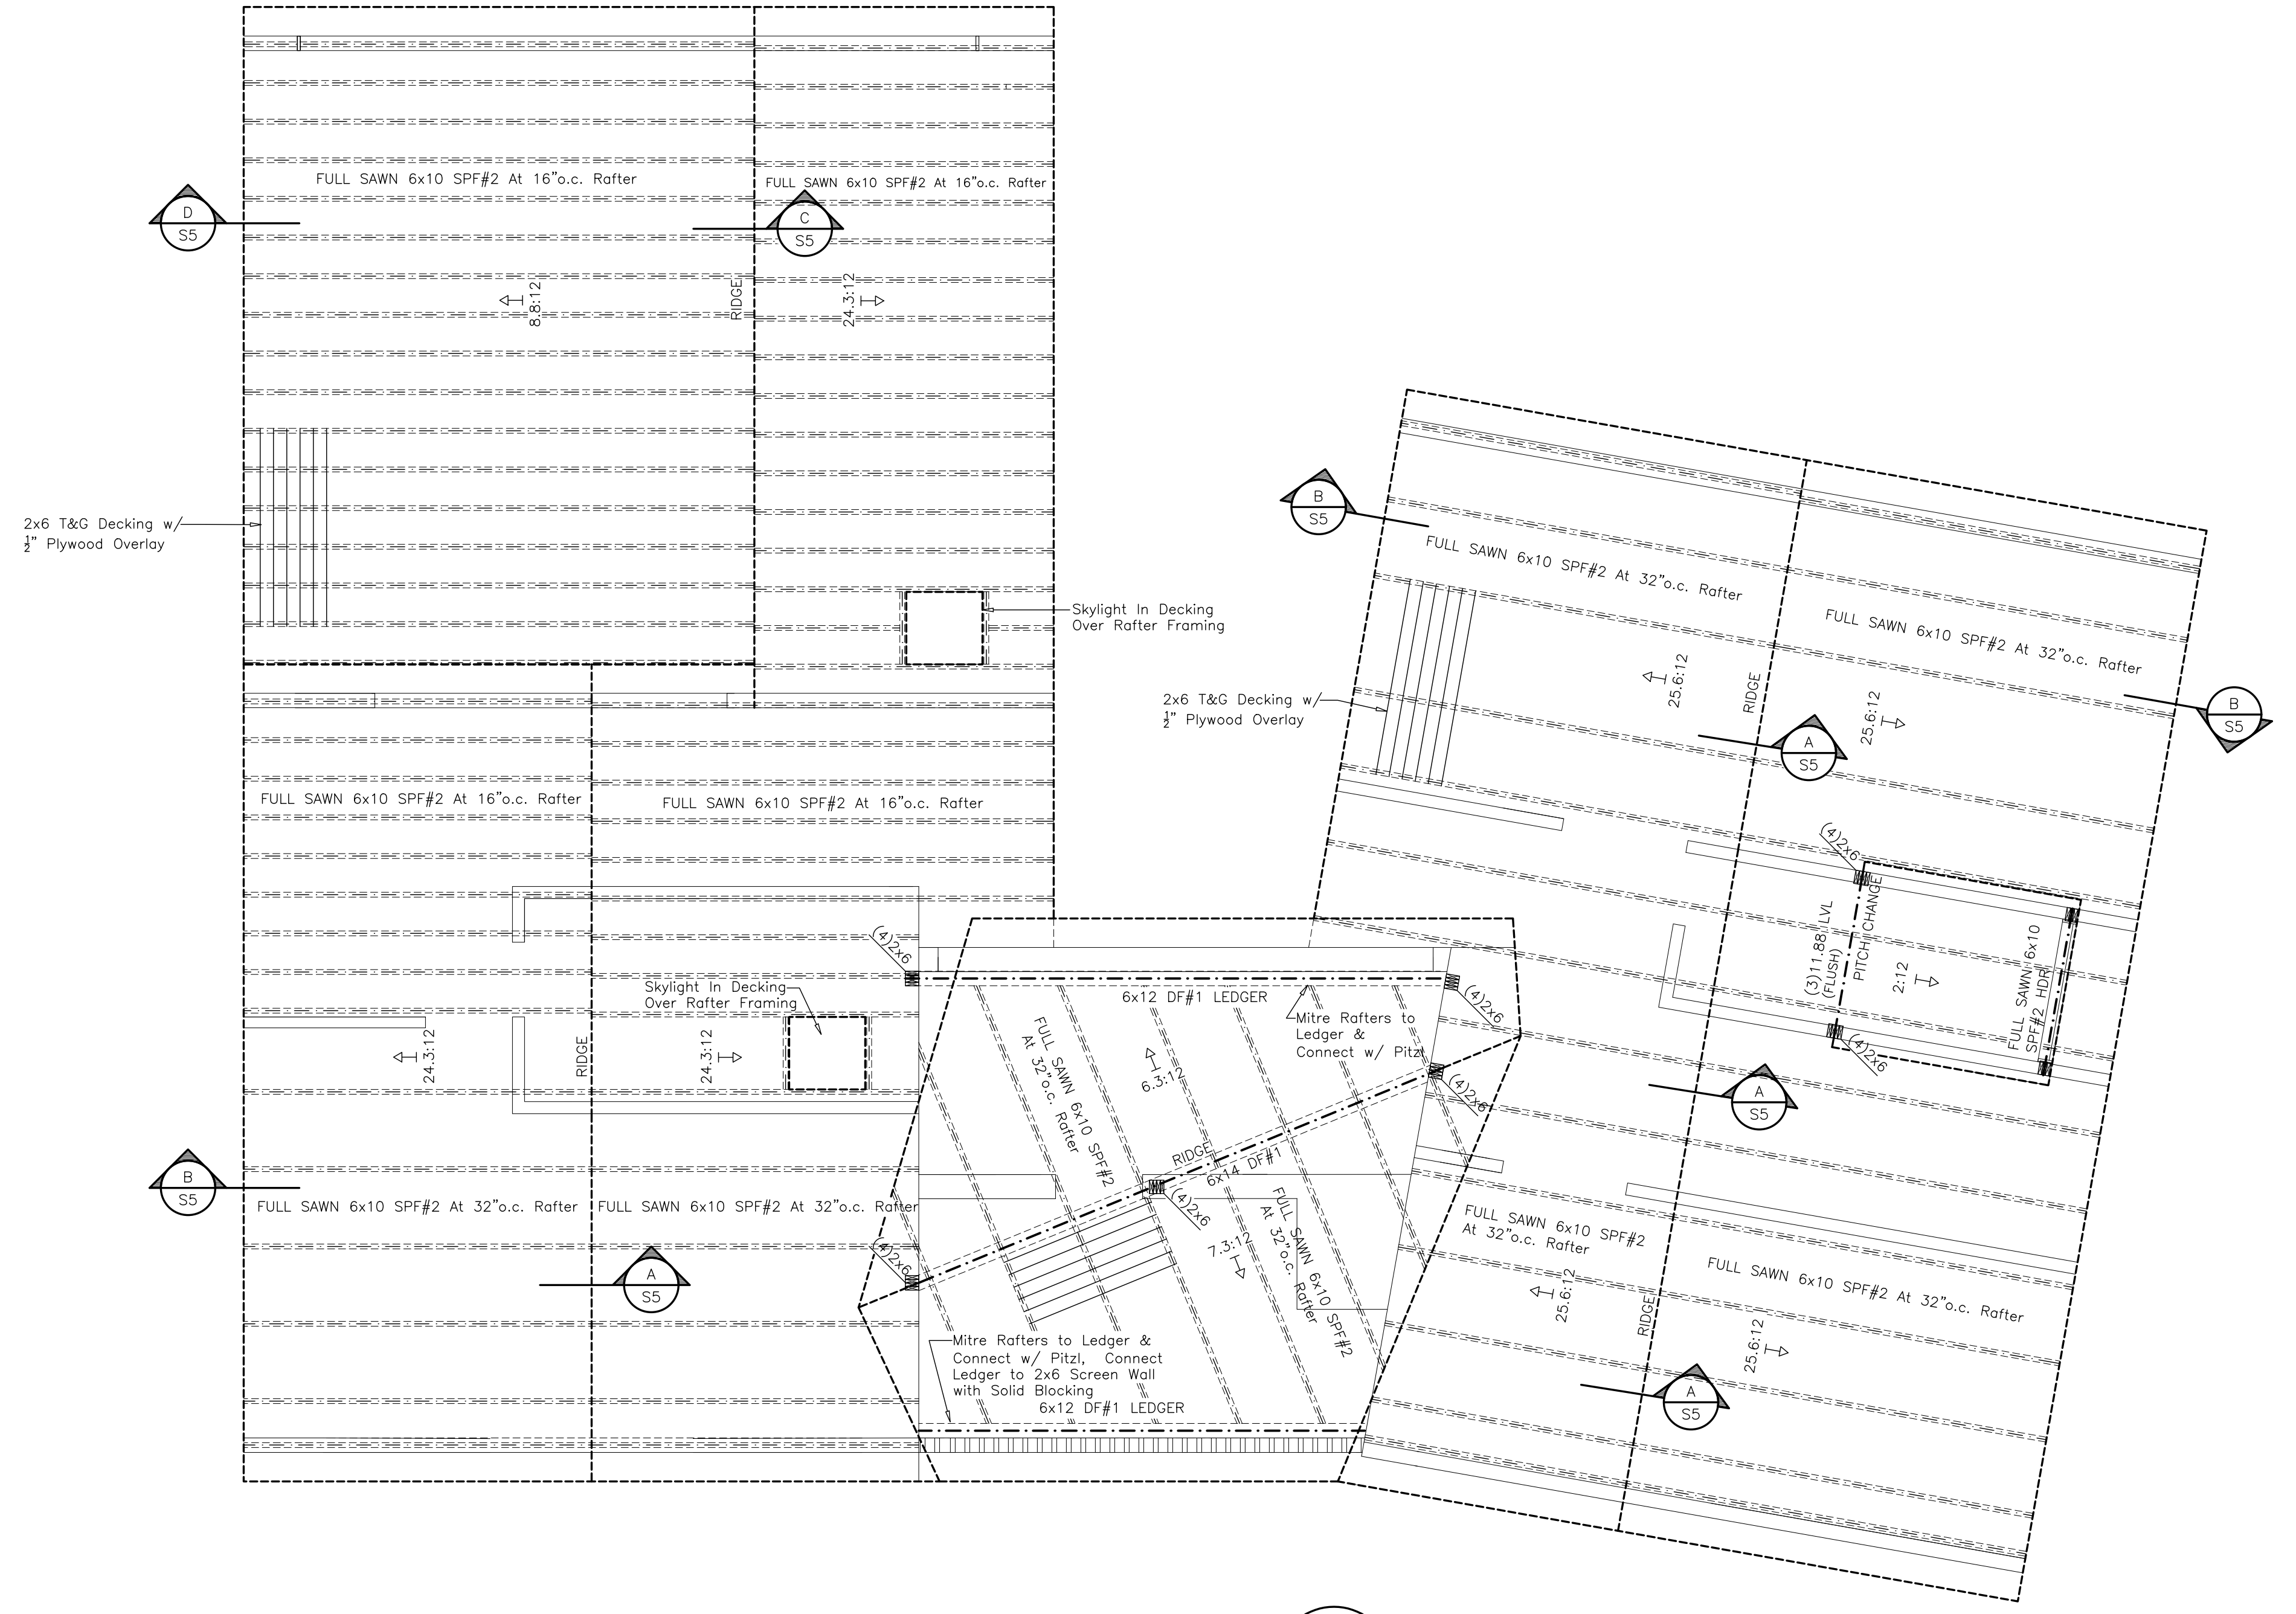 FULL SAWN 6x10 SPF#2 At 16"o.c. Rafter
FULL SAWN 6x10 SPF#2 At 16"o.c. Rafter
D
S5
C
S5
8.8:12
RIDGE
24.3:12
2x6 T&G Decking w/
½" Plywood Overlay
Skylight In Decking
Over Rafter Framing
B
S5
FULL SAWN 6x10 SPF#2 At 32"o.c. Rafter
FULL SAWN 6x10 SPF#2 At 32"o.c. Rafter
25.6:12
RIDGE
25.6:12
B
S5
2x6 T&G Decking w/
½" Plywood Overlay
A
S5
FULL SAWN 6x10 SPF#2 At 16"o.c. Rafter
FULL SAWN 6x10 SPF#2 At 16"o.c. Rafter
(4)2x6
(3)11.88" LVL
(FLUSH)
PITCH CHANGE
2:12
FULL SAWN 6x10
SPF#2 HDR
(4)2x6
(4)2x6
Skylight In Decking
Over Rafter Framing
24.3:12
RIDGE
24.3:12
6x12 DF#1 LEDGER
(4)2x6
Mitre Rafters to
Ledger &
Connect w/ Pitzl
FULL SAWN 6x10 SPF#2
At 32"o.c. Rafter
6.3:12
(4)2x6
A
S5
RIDGE
6x14 DF#1
(4)2x6
B
S5
FULL SAWN 6x10 SPF#2 At 32"o.c. Rafter
FULL SAWN 6x10 SPF#2 At 32"o.c. Rafter
(4)2x6
7.3:12
FULL SAWN 6x10 SPF#2
At 32"o.c. Rafter
FULL SAWN 6x10 SPF#2
At 32"o.c. Rafter
FULL SAWN 6x10 SPF#2 At 32"o.c. Rafter
A
S5
25.6:12
RIDGE
25.6:12
Mitre Rafters to Ledger &
Connect w/ Pitzl, Connect
Ledger to 2x6 Screen Wall
with Solid Blocking
6x12 DF#1 LEDGER
A
S5